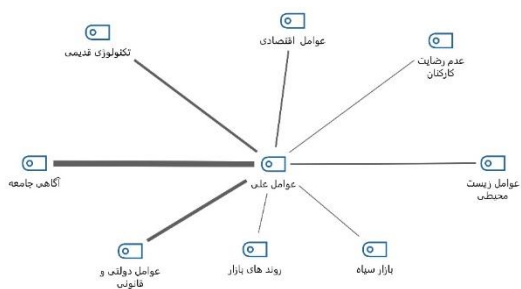 عوامل اقتصادی
تکنولوژی قدیمی
عدم رضایت
کارکنان
آگاهی جامعه
عوامل علی
عوامل زیست
محیطی
عوامل دولتی و
قانونی
روند های بازار
بازار سیاه